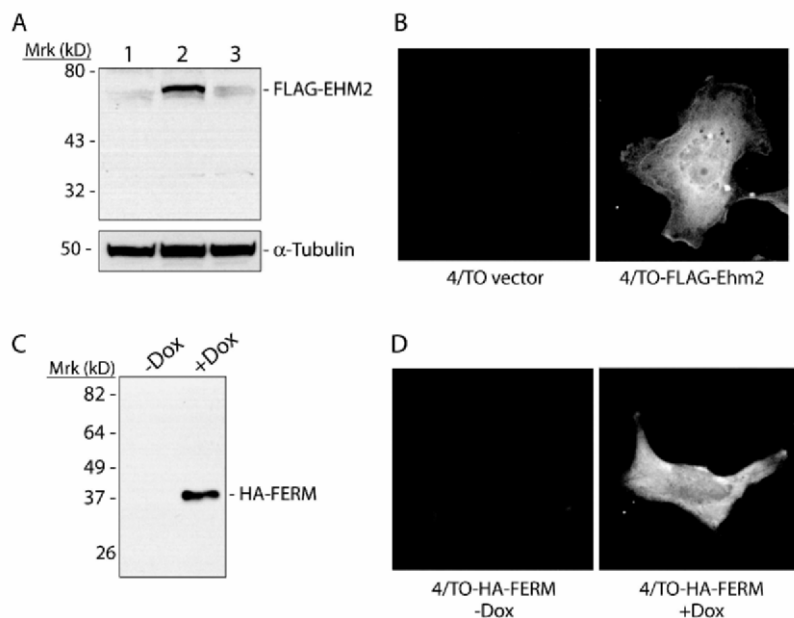 A
Mrk (kD)
1 2 3
80 -
- FLAG-EHM2
43 -
32 -
50 -
- α-Tubulin
B
4/TO vector
4/TO-FLAG-Ehm2
C
Mrk (kD)
-Dox +Dox
82 -
64 -
49 -
37 -
- HA-FERM
26
D
4/TO-HA-FERM
-Dox
4/TO-HA-FERM
+Dox